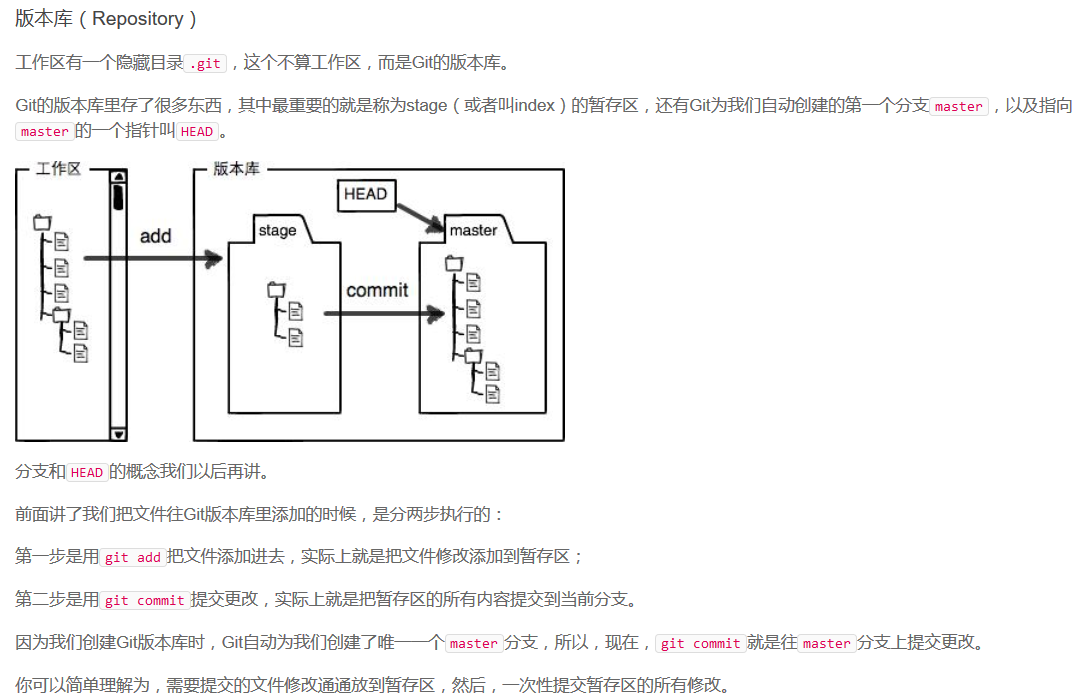 版本库（Repository）
工作区有一个隐藏目录.git，这个不算工作区，而是Git的版本库。
Git的版本库里存了很多东西，其中最重要的就是称为stage（或者叫index）的暂存区，还有Git为我们自动创建的第一个分支master，以及指向
master的一个指针叫HEAD。
工作区
版本库
HEAD
add
stage
master
commit
分支和HEAD的概念我们以后再讲。
前面讲了我们把文件往Git版本库里添加的时候，是分两步执行的：
第一步是用git add把文件添加进去，实际上就是把文件修改添加到暂存区；
第二步是用git commit提交更改，实际上就是把暂存区的所有内容提交到当前分支。
因为我们创建Git版本库时，Git自动为我们创建了唯一一个master分支，所以，现在，git commit就是往master分支上提交更改。
你可以简单理解为，需要提交的文件修改通通放到暂存区，然后，一次性提交暂存区的所有修改。